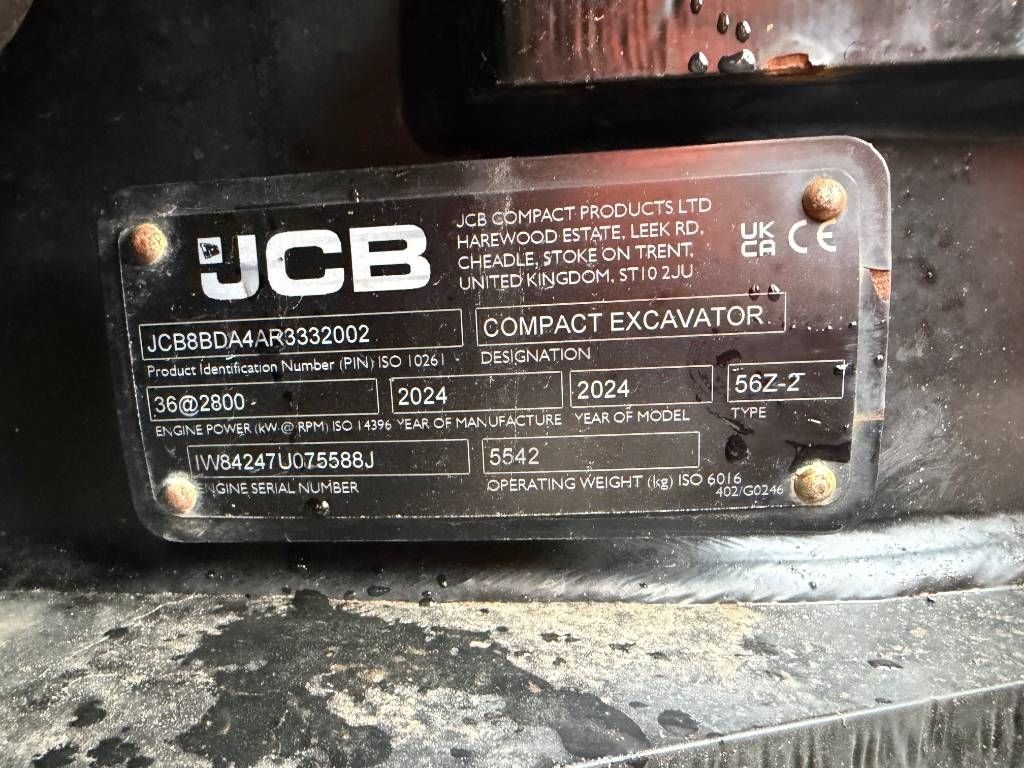 JCB
JCB COMPACT PRODUCTS LTD
HAREWOOD ESTATE, LEEK RD,
CHEADLE, STOKE ON TRENT,
UNITED KINGDOM, ST10 2JU
UK
CA CE
JCB8BDA4AR3332002 COMPACT EXCAVATOR
Product Identification Number (PIN) ISO 10261 DESIGNATION
36@2800 2024 2024 56Z-2
ENGINE POWER (kW @ RPM) ISO 14396 YEAR OF MANUFACTURE YEAR OF MODEL TYPE
IW84247U075588J 5542
ENGINE SERIAL NUMBER OPERATING WEIGHT (kg) ISO 6016
402/G0246